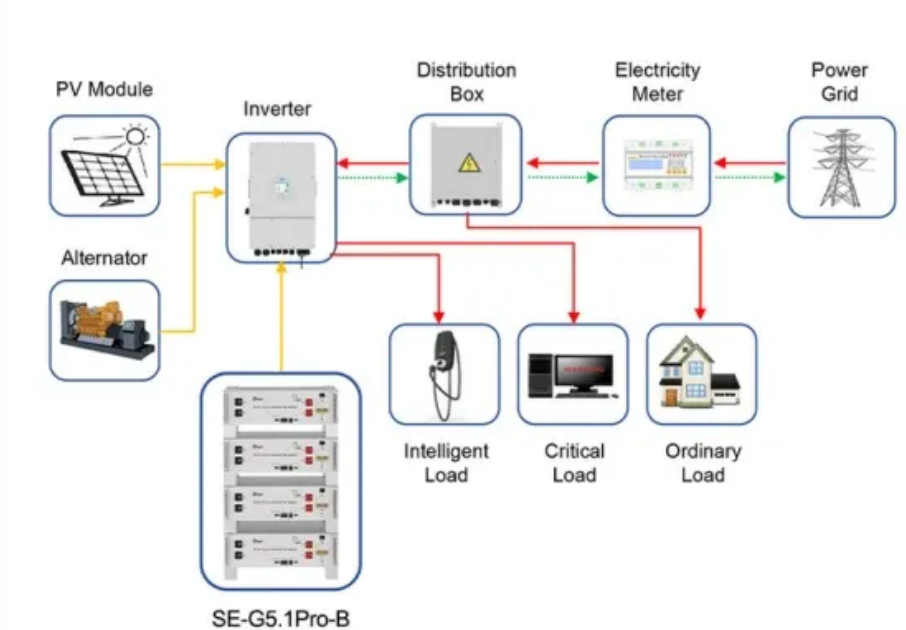 PV Module
Inverter
Distribution
Box
Electricity
Meter
Power
Grid
Alternator
Intelligent
Load
Critical
Load
Ordinary
Load
SE-G5.1Pro-B